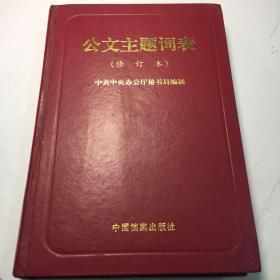 公文主题词表
(修订本)
中共中央办公厅秘书局编制
中国档案出版社